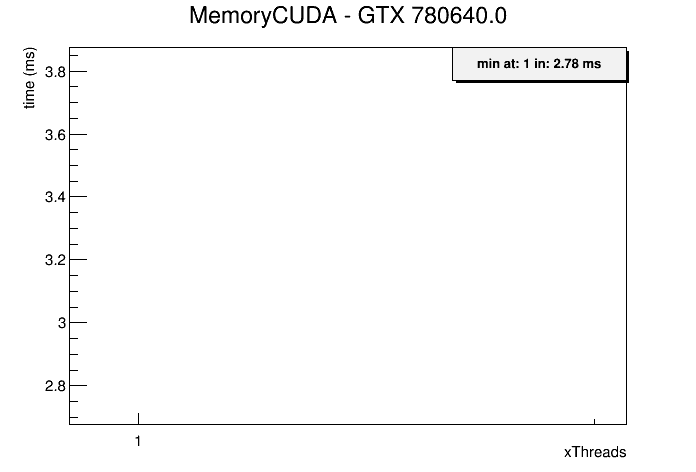 MemoryCUDA - GTX 780640.0
time (ms)
min at: 1 in: 2.78 ms
3.8
3.6
3.4
3.2
3
2.8
1
xThreads